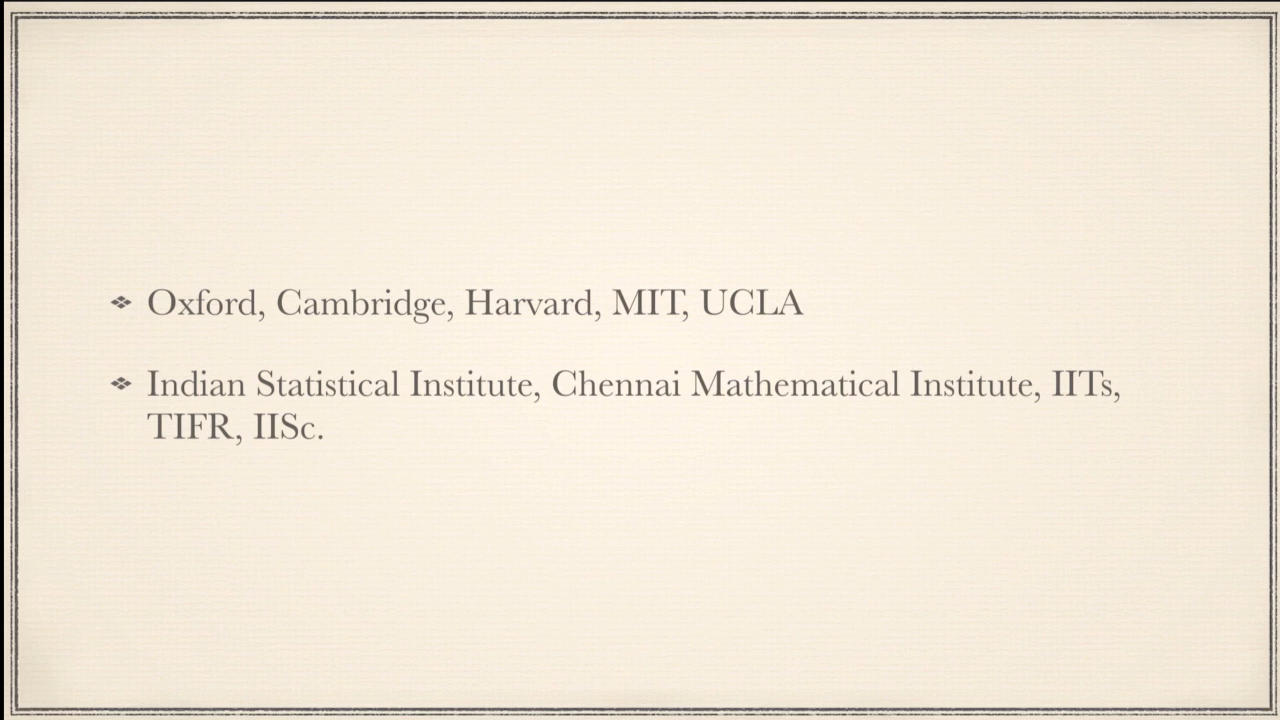 ❖ Oxford, Cambridge, Harvard, MIT, UCLA
❖ Indian Statistical Institute, Chennai Mathematical Institute, IITs,
TIFR, IISc.